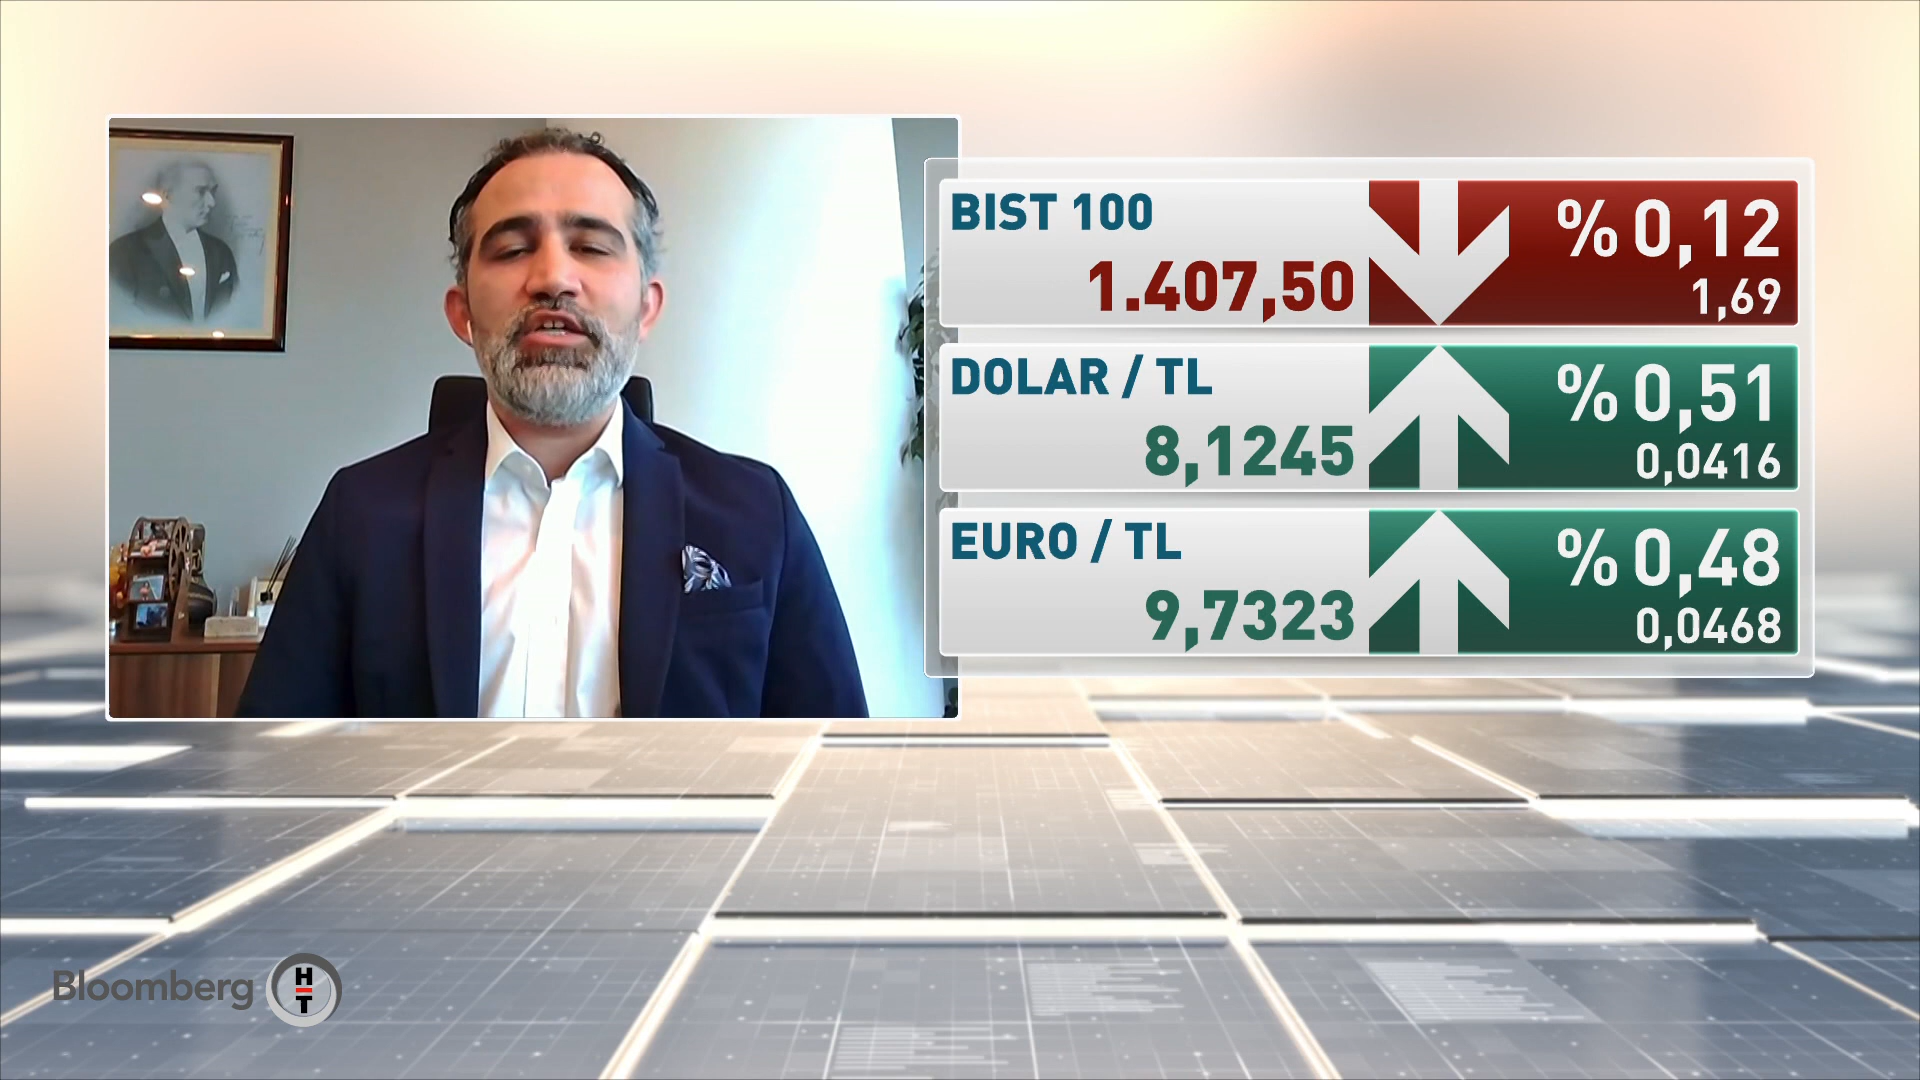 BIST 100
1.407,50
% 0,12
1,69
DOLAR / TL
8,1245
% 0,51
0,0416
EURO / TL
9,7323
% 0,48
0,0468
Bloomberg HT